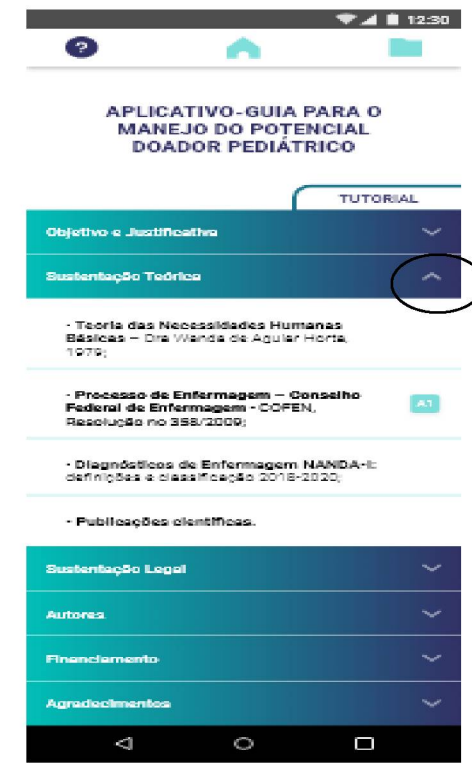 12:30
?
APLICATIVO-GUIA PARA O
MANEJO DO POTENCIAL
DOADOR PEDIÁTRICO
TUTORIAL
Objetivo e Justificativa
Sustentação Teórica
- Teoria das Necessidades Humanas
Básicas – Dra Wanda de Aguiar Horta,
1979;
- Processo de Enfermagem – Conselho
Federal de Enfermagem - COFEN,
Resolução no 358/2009;
A1
- Diagnósticos de Enfermagem NANDA-I:
definições e classificação 2018-2020;
- Publicações científicas.
Sustentação Legal
Autores
Financiamento
Agradecimentos